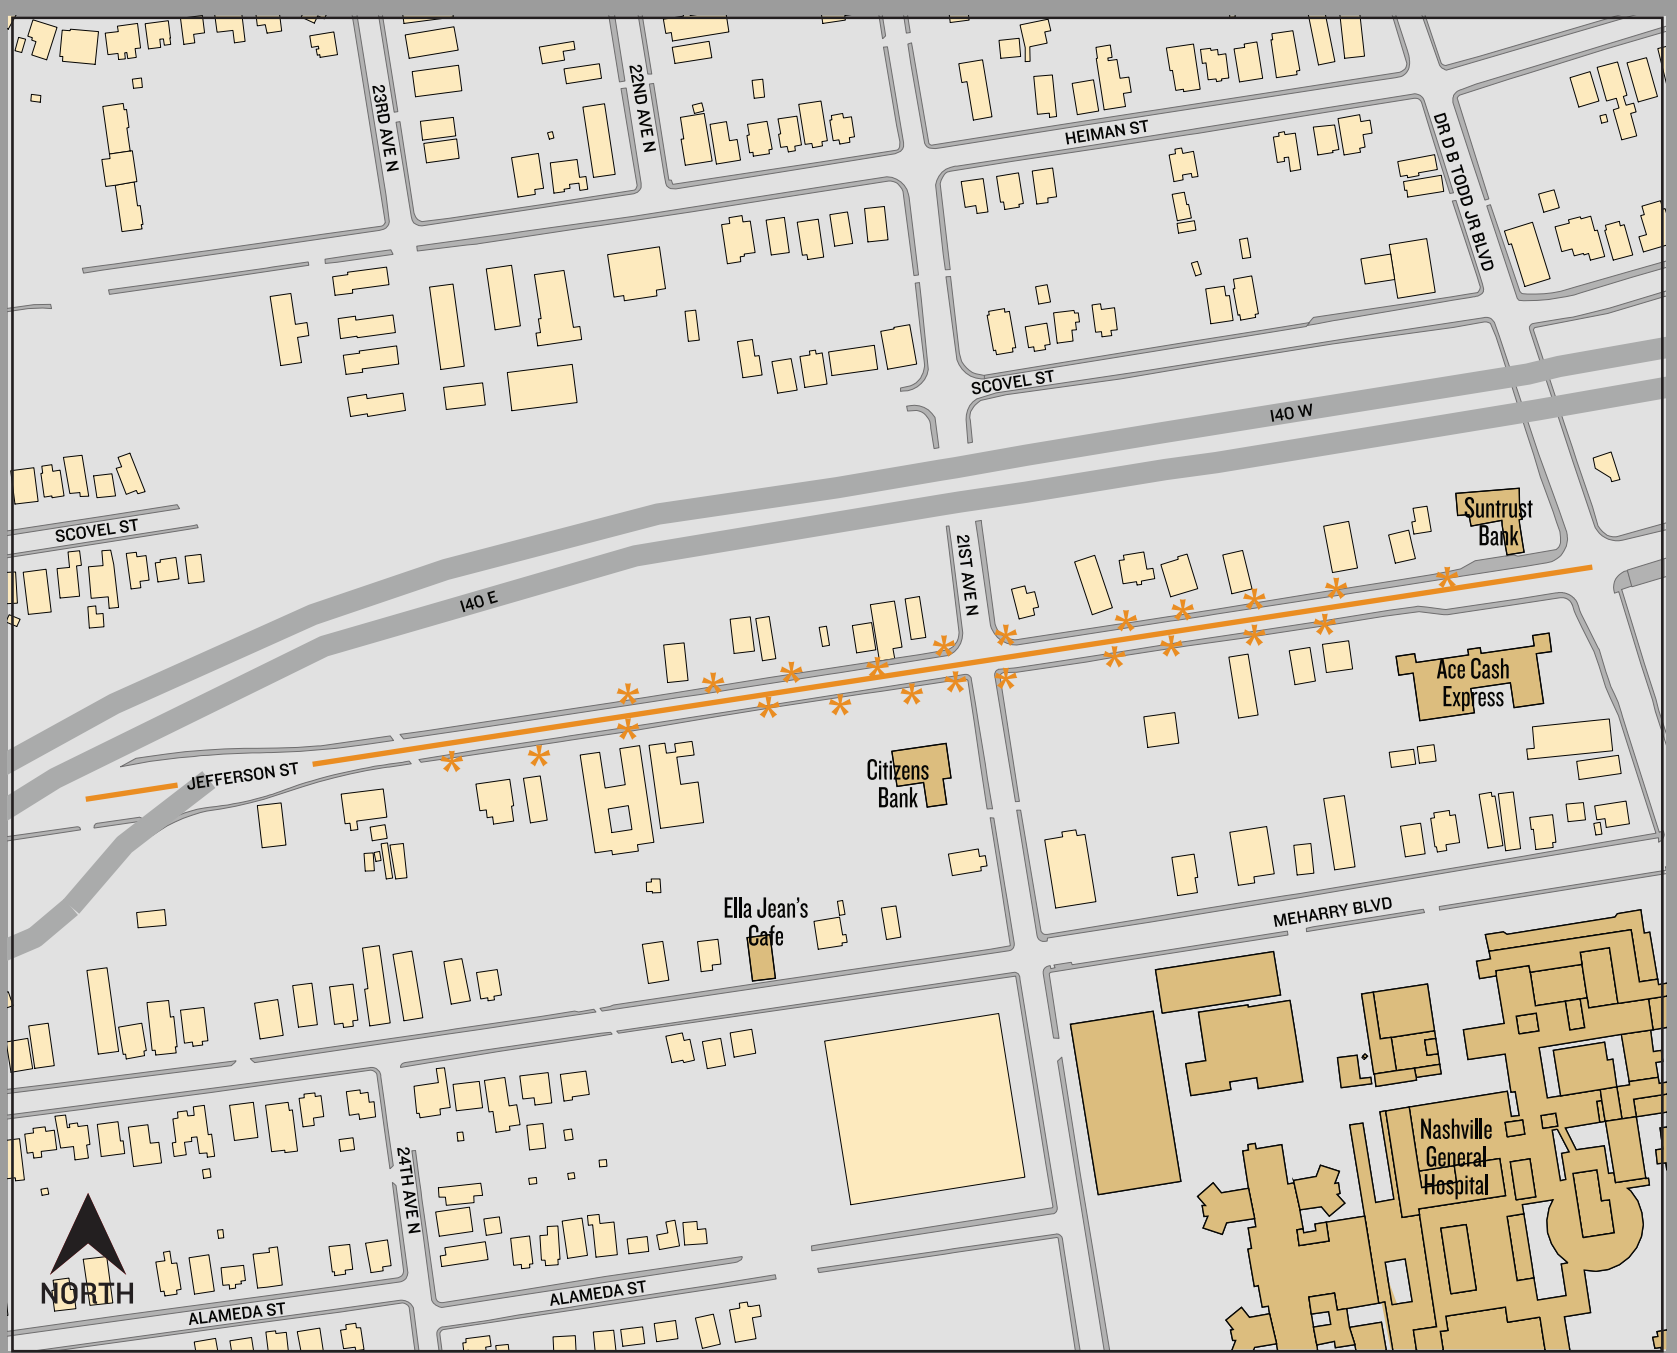 23RD AVE N
22ND AVE N
HEIMAN ST
DR D B TODD JR BLVD
SCOVEL ST
I40 W
SCOVEL ST
I40 E
21ST AVE N
Suntrust
Bank
Ace Cash
Express
JEFFERSON ST
Citizens
Bank
Ella Jean's
Cafe
MEHARRY BLVD
Nashville
General
Hospital
24TH AVE N
NORTH
ALAMEDA ST
ALAMEDA ST